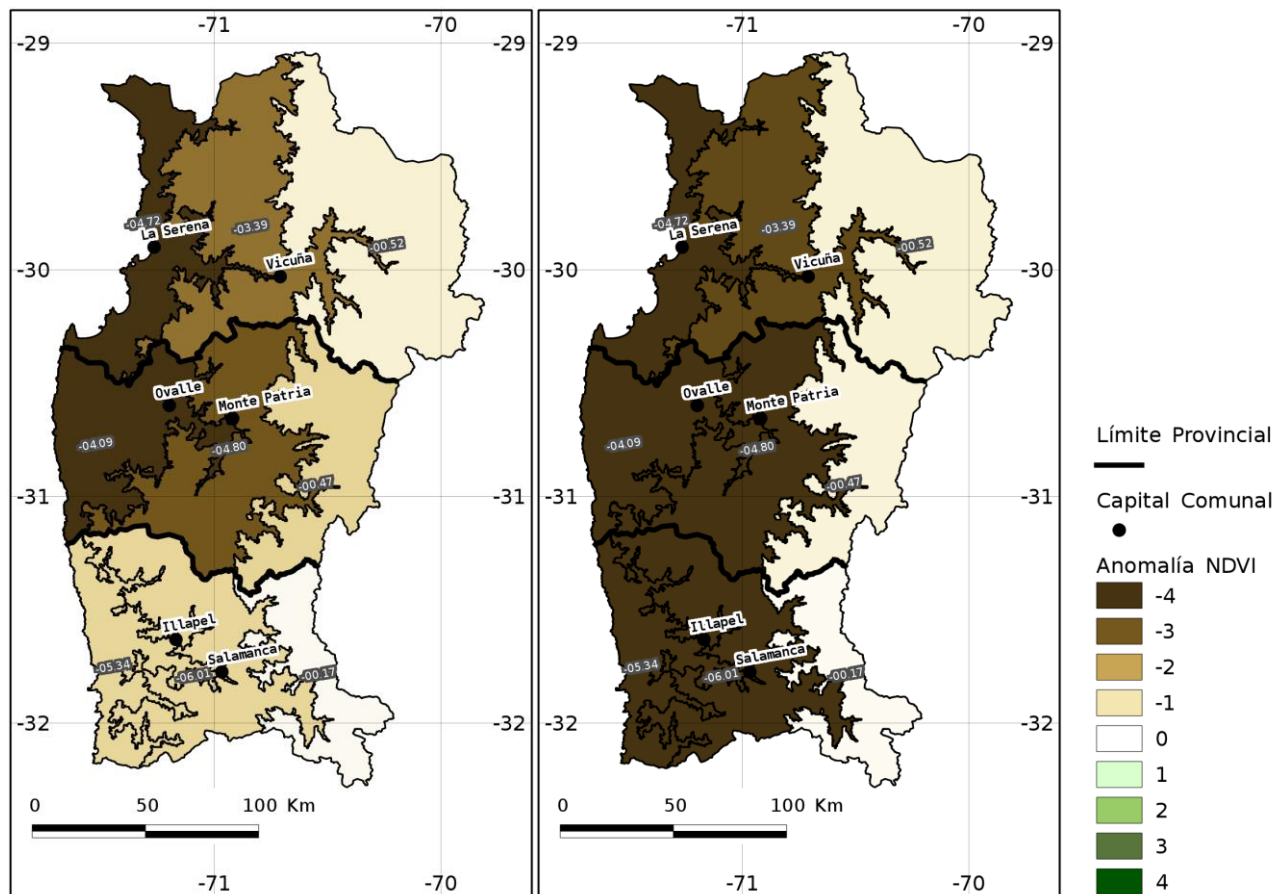 -71 -70
-29 -29
-04.72
La Serena
-03.39
-00.52
Vicuña
-30 -30
Ovalle
Monte Patria
-04.09
-04.80
-00.47
-31 -31
Illapel
Salamanca
-05.34
-06.01
-00.17
-32 -32
0 50 100 Km
-71 -70
-71 -70
-29 -29
-04.72
La Serena
-03.39
-00.52
Vicuña
-30 -30
Ovalle
Monte Patria
-04.09
-04.80
-00.47
-31 -31
Illapel
Salamanca
-05.34
-06.01
-00.17
-32 -32
0 50 100 Km
-71 -70
Límite Provincial
Capital Comunal
Anomalía NDVI
-4
-3
-2
-1
0
1
2
3
4